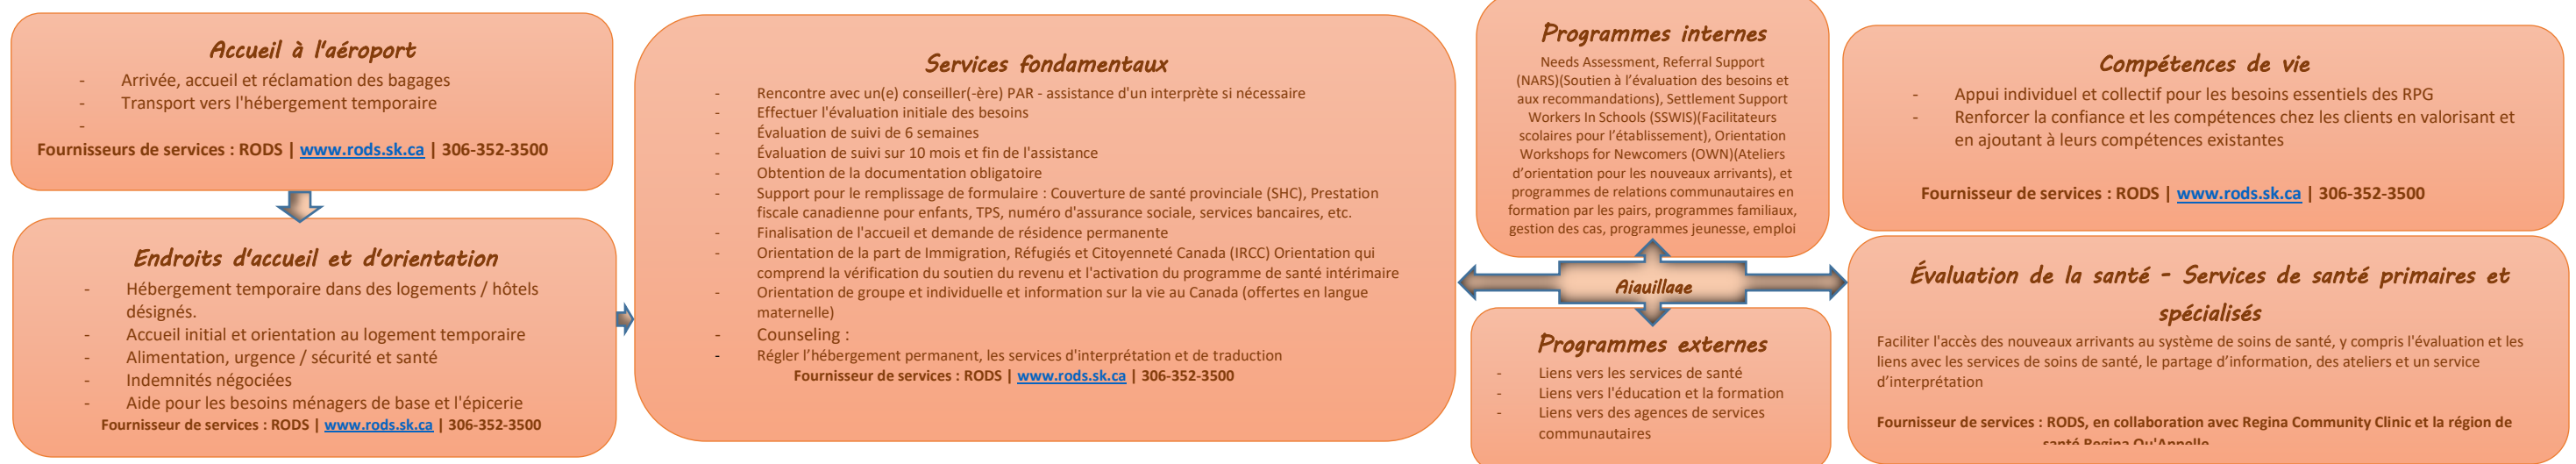 Accueil à l'aéroport
- Arrivée, accueil et réclamation des bagages
- Transport vers l'hébergement temporaire
-
Fournisseurs de services : RODS | www.rods.sk.ca | 306-352-3500
Endroits d'accueil et d'orientation
- Hébergement temporaire dans des logements / hôtels
désignés.
- Accueil initial et orientation au logement temporaire
- Alimentation, urgence / sécurité et santé
- Indemnités négociées
- Aide pour les besoins ménagers de base et l'épicerie
Fournisseur de services : RODS | www.rods.sk.ca | 306-352-3500
Services fondamentaux
- Rencontre avec un(e) conseiller(-ère) PAR - assistance d'un interprète si nécessaire
- Effectuer l'évaluation initiale des besoins
- Évaluation de suivi de 6 semaines
- Évaluation de suivi sur 10 mois et fin de l'assistance
- Obtention de la documentation obligatoire
- Support pour le remplissage de formulaire : Couverture de santé provinciale (SHC), Prestation
fiscale canadienne pour enfants, TPS, numéro d'assurance sociale, services bancaires, etc.
- Finalisation de l'accueil et demande de résidence permanente
- Orientation de la part de Immigration, Réfugiés et Citoyenneté Canada (IRCC) Orientation qui
comprend la vérification du soutien du revenu et l'activation du programme de santé intérimaire
- Orientation de groupe et individuelle et information sur la vie au Canada (offertes en langue
maternelle)
- Counseling :
- Régler l'hébergement permanent, les services d'interprétation et de traduction
Fournisseur de services : RODS | www.rods.sk.ca | 306-352-3500
Programmes internes
Needs Assessment, Referral Support
(NARS)(Soutien à l'évaluation des besoins et
aux recommandations), Settlement Support
Workers In Schools (SSWIS)(Facilitateurs
scolaires pour l'établissement), Orientation
Workshops for Newcomers (OWN)(Ateliers
d'orientation pour les nouveaux arrivants), et
programmes de relations communautaires en
formation par les pairs, programmes familiaux,
gestion des cas, programmes jeunesse, emploi
Aiguillage
Programmes externes
- Liens vers les services de santé
- Liens vers l'éducation et la formation
- Liens vers des agences de services
communautaires
Compétences de vie
- Appui individuel et collectif pour les besoins essentiels des RPG
- Renforcer la confiance et les compétences chez les clients en valorisant et
en ajoutant à leurs compétences existantes
Fournisseur de services : RODS | www.rods.sk.ca | 306-352-3500
Évaluation de la santé - Services de santé primaires et
spécialisés
Faciliter l'accès des nouveaux arrivants au système de soins de santé, y compris l'évaluation et les
liens avec les services de soins de santé, le partage d'information, des ateliers et un service
d'interprétation
Fournisseur de services : RODS, en collaboration avec Regina Community Clinic et la région de
santé Regina Qu'Appelle